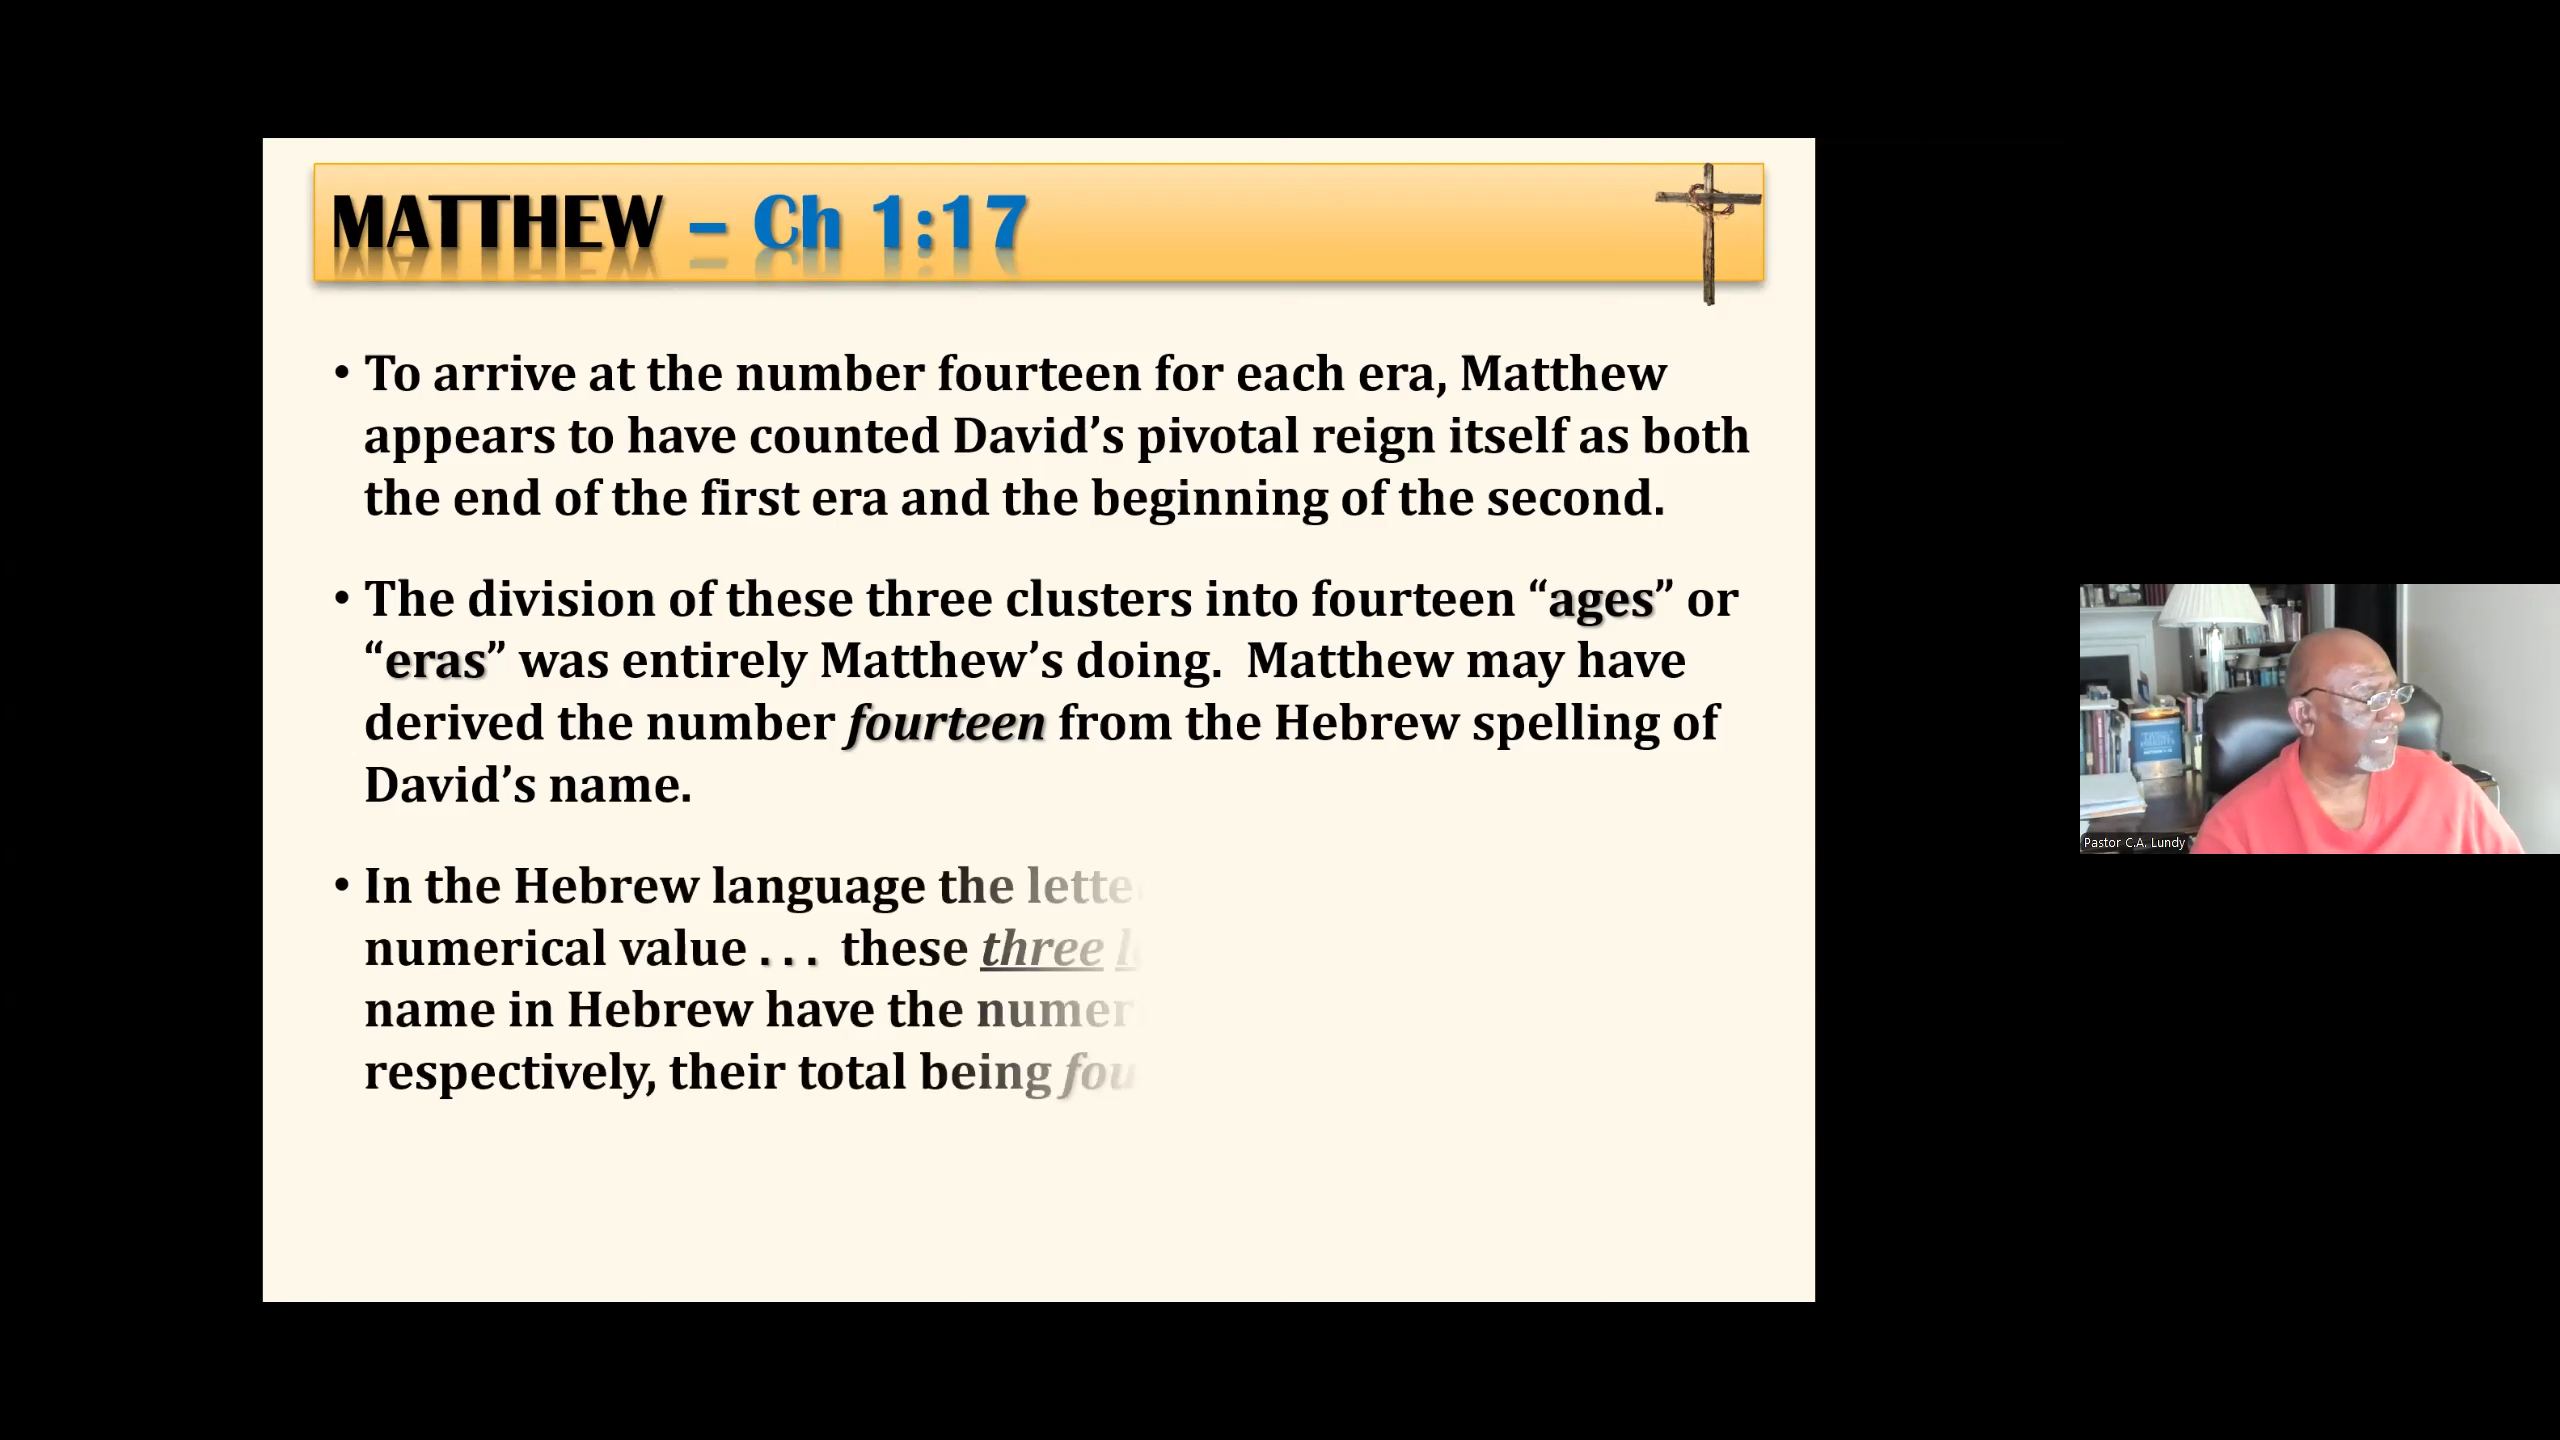 MATTHEW – Ch 1:17
• To arrive at the number fourteen for each era, Matthew
appears to have counted David’s pivotal reign itself as both
the end of the first era and the beginning of the second.
• The division of these three clusters into fourteen “ages” or
“eras” was entirely Matthew’s doing.  Matthew may have
derived the number fourteen from the Hebrew spelling of
David’s name.
• In the Hebrew language the lette
numerical value . . .  these three
name in Hebrew have the numer
respectively, their total being fou
Pastor C.A. Lundy